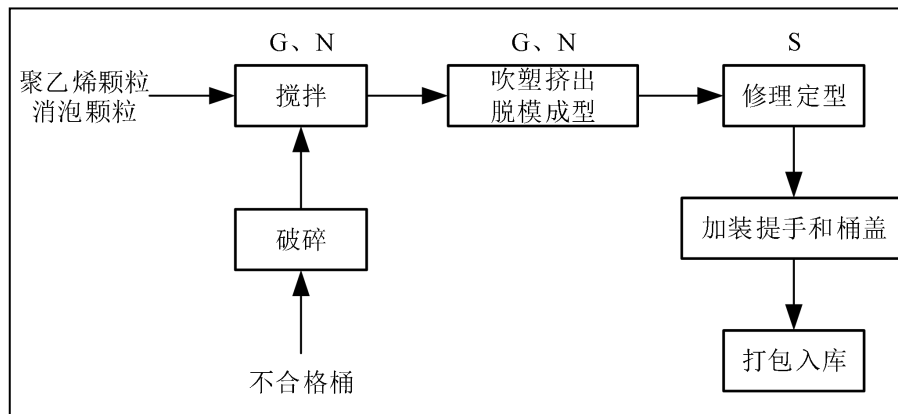 G、N
G、N
S
聚乙烯颗粒
消泡颗粒
搅拌
吹塑挤出
脱模成型
修理定型
破碎
加装提手和桶盖
不合格桶
打包入库